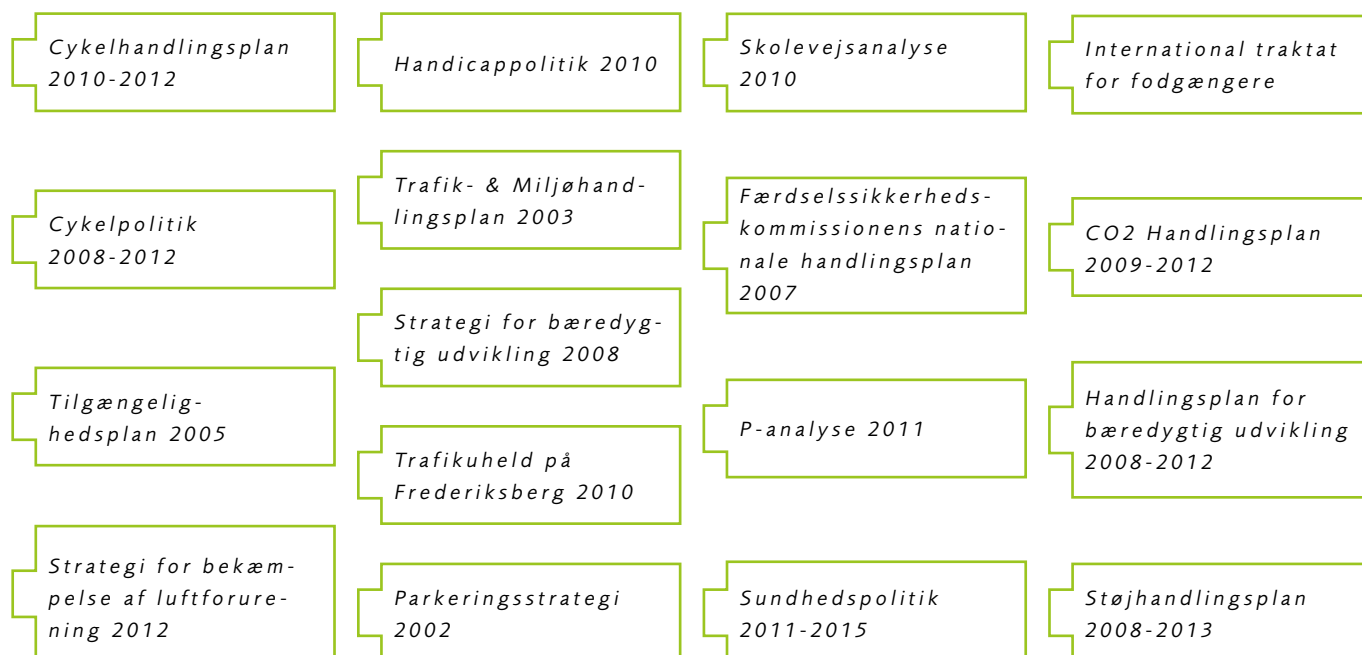 Cykelhandlingsplan
2010-2012
Cykelpolitik
2008-2012
Tilgængelig-
hedsplan 2005
Strategi for bekæm-
pelse af luftforure-
ning 2012
Handicappolitik 2010
Trafik- & Miljøhand-
lingsplan 2003
Strategi for bæredyg-
tig udvikling 2008
Trafikuheld på
Frederiksberg 2010
Parkeringsstrategi
2002
Skolevejsanalyse
2010
Færdselssikkerheds-
kommissionens natio-
nale handlingsplan
2007
P-analyse 2011
Sundhedspolitik
2011-2015
International traktat
for fodgængere
CO2 Handlingsplan
2009-2012
Handlingsplan for
bæredygtig udvikling
2008-2012
Støjhandlingsplan
2008-2013